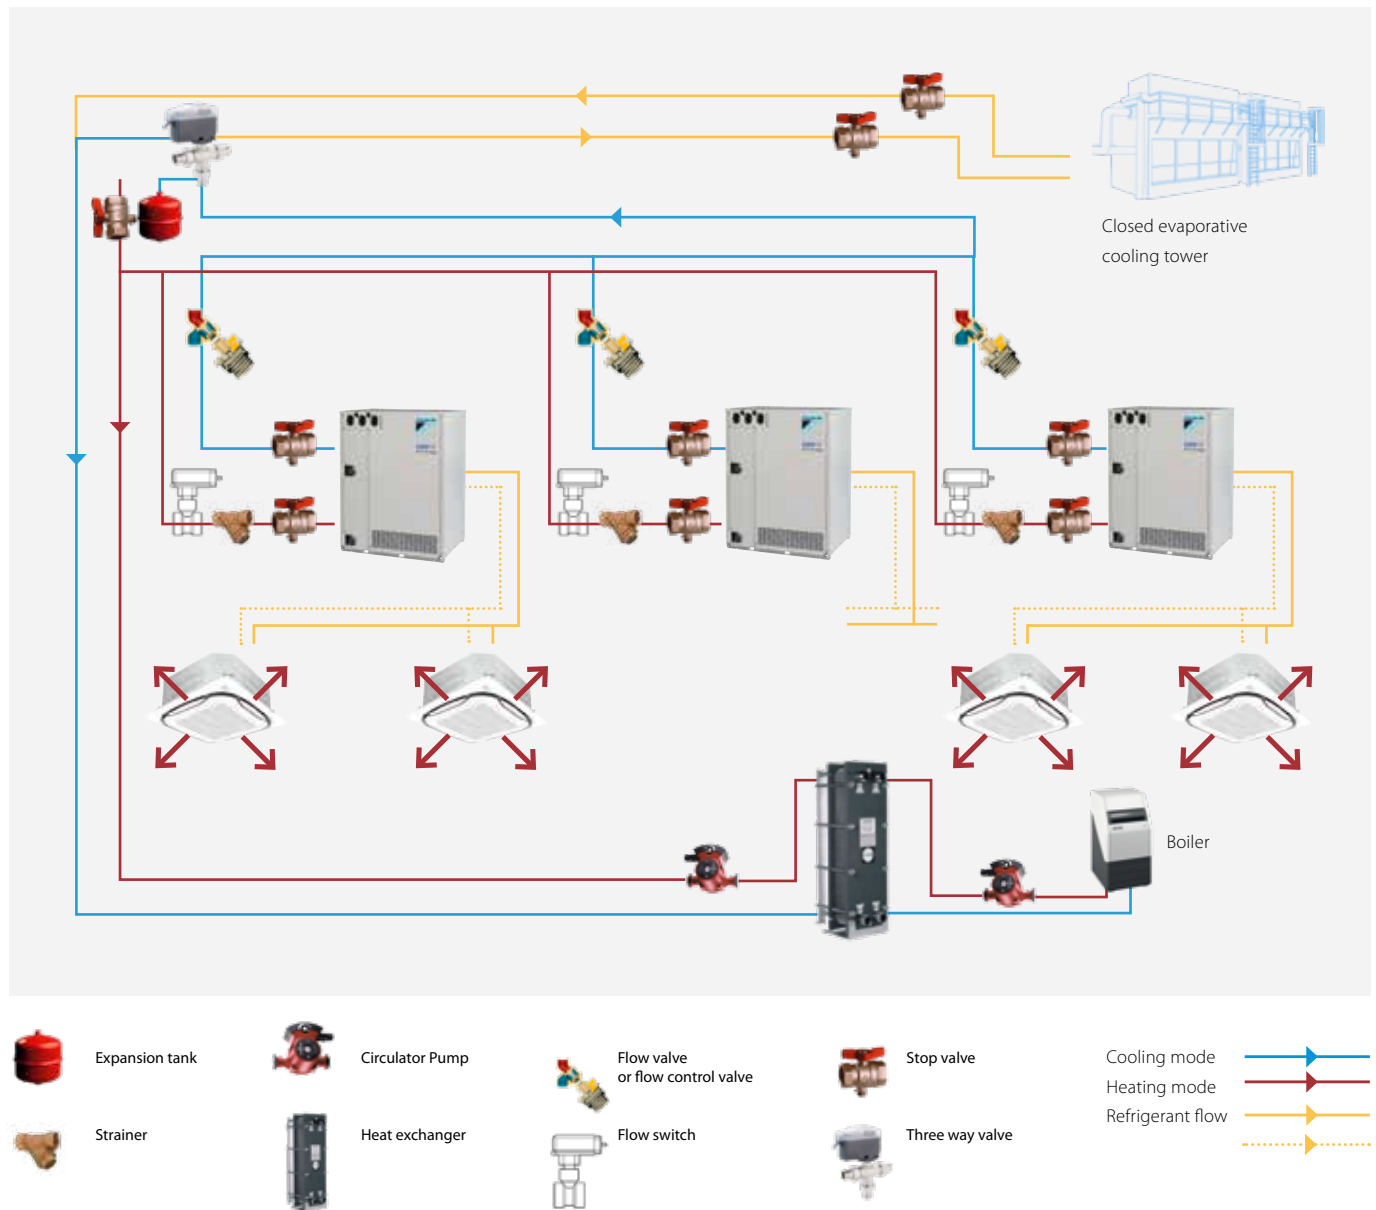 Closed evaporative
cooling tower
Boiler
Expansion tank
Circulator Pump
Flow valve
or flow control valve
Stop valve
Cooling mode
Heating mode
Refrigerant flow
Strainer
Heat exchanger
Flow switch
Three way valve